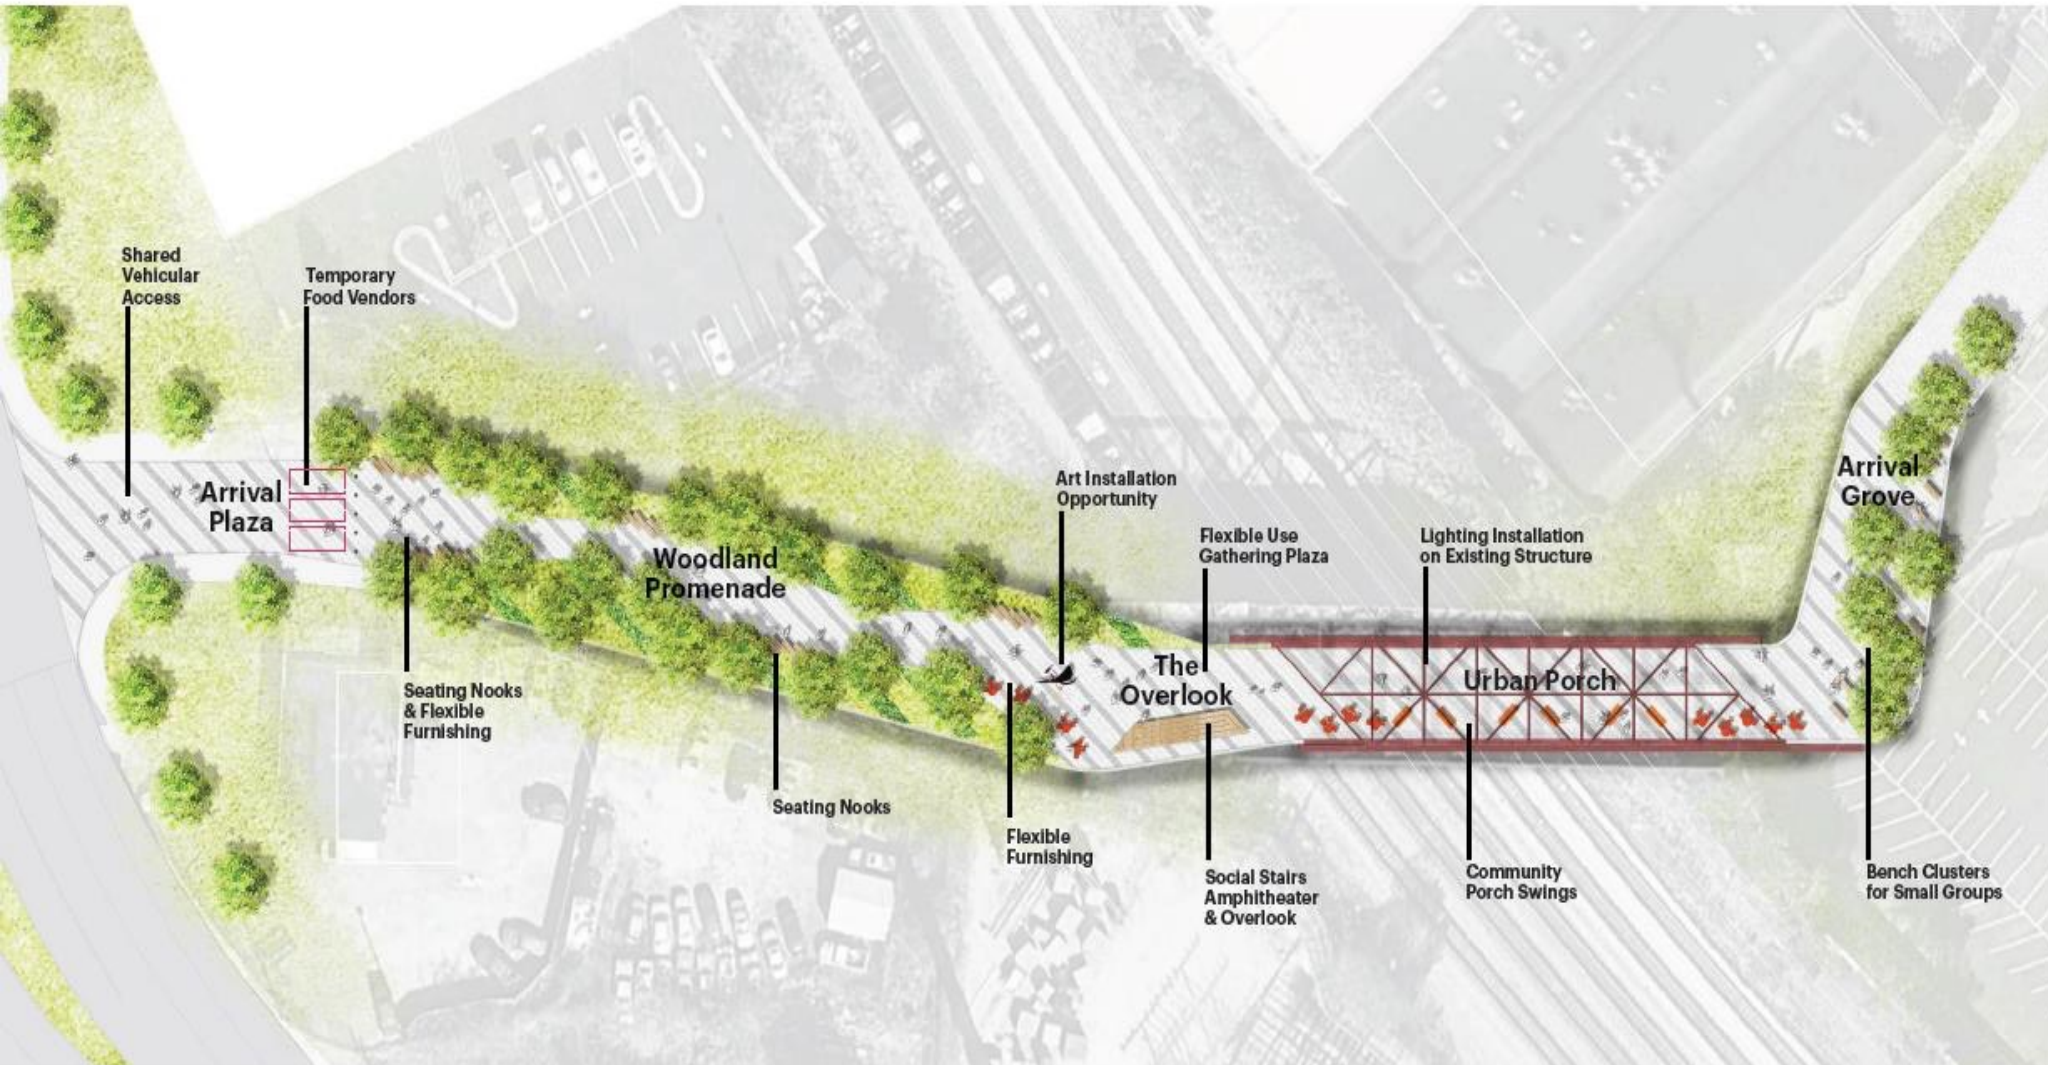 Shared
Vehicular
Access
Temporary
Food Vendors
Arrival
Plaza
Seating Nooks
& Flexible
Furnishing
Woodland
Promenade
Seating Nooks
Flexible
Furnishing
Art Installation
Opportunity
The
Overlook
Flexible Use
Gathering Plaza
Social Stairs
Amphitheater
& Overlook
Lighting Installation
on Existing Structure
Urban Porch
Community
Porch Swings
Arrival
Grove
Bench Clusters
for Small Groups